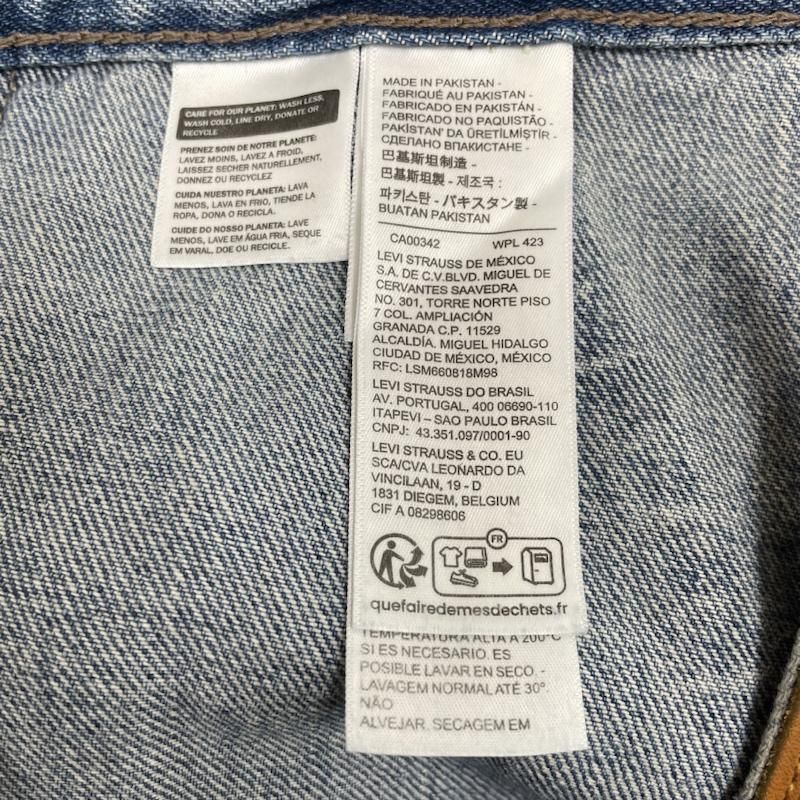 CARE FOR OUR PLANET: WASH LESS,
WASH COLD, LINE DRY, DONATE OR
RECYCLE
PRENEZ SOIN DE NOTRE PLANETE:
LAVEZ MOINS, LAVEZ A FROID,
LAISSEZ SECHER NATURELLEMENT,
DONNEZ OU RECYCLEZ
CUIDA NUESTRO PLANETA: LAVA
MENOS, LAVA EN FRIO, TIENDE LA
ROPA, DONA O RECICLA.
CUIDE DO NOSSO PLANETA: LAVE
MENOS, LAVE EM ÁGUA FRIA, SEQUE
EM VARAL, DOE OU RECICLE.
MADE IN PAKISTAN -
FABRIQUÉ AU PAKISTAN -
FABRICADO EN PAKISTÁN -
FABRICADO NO PAQUISTÃO -
PAKİSTAN' DA ÜRETİLMİŞTİR -
СДЕЛАНО ВПАКИСТАНЕ -
巴基斯坦制造 -
巴基斯坦製 - 제조국 :
파키스탄 - パキスタン製 -
BUATAN PAKISTAN
CA00342 WPL 423
LEVI STRAUSS DE MÉXICO
S.A. DE C.V.BLVD. MIGUEL DE
CERVANTES SAAVEDRA
NO. 301, TORRE NORTE PISO
7 COL. AMPLIACIÓN
GRANADA C.P. 11529
ALCALDÍA. MIGUEL HIDALGO
CIUDAD DE MÉXICO, MÉXICO
RFC: LSM660818M98
LEVI STRAUSS DO BRASIL
AV. PORTUGAL, 400 06690-110
ITAPEVI – SAO PAULO BRASIL
CNPJ: 43.351.097/0001-90
LEVI STRAUSS & CO. EU
SCA/CVA LEONARDO DA
VINCILAAN, 19 - D
1831 DIEGEM, BELGIUM
CIF A 08298606
FR
quefairedemesdechets.fr
TEMPERATURA ALTA A 200°C
SI ES NECESARIO. ES
POSIBLE LAVAR EN SECO. -
LAVAGEM NORMAL ATÉ 30°.
NÃO
ALVEJAR. SECAGEM EM